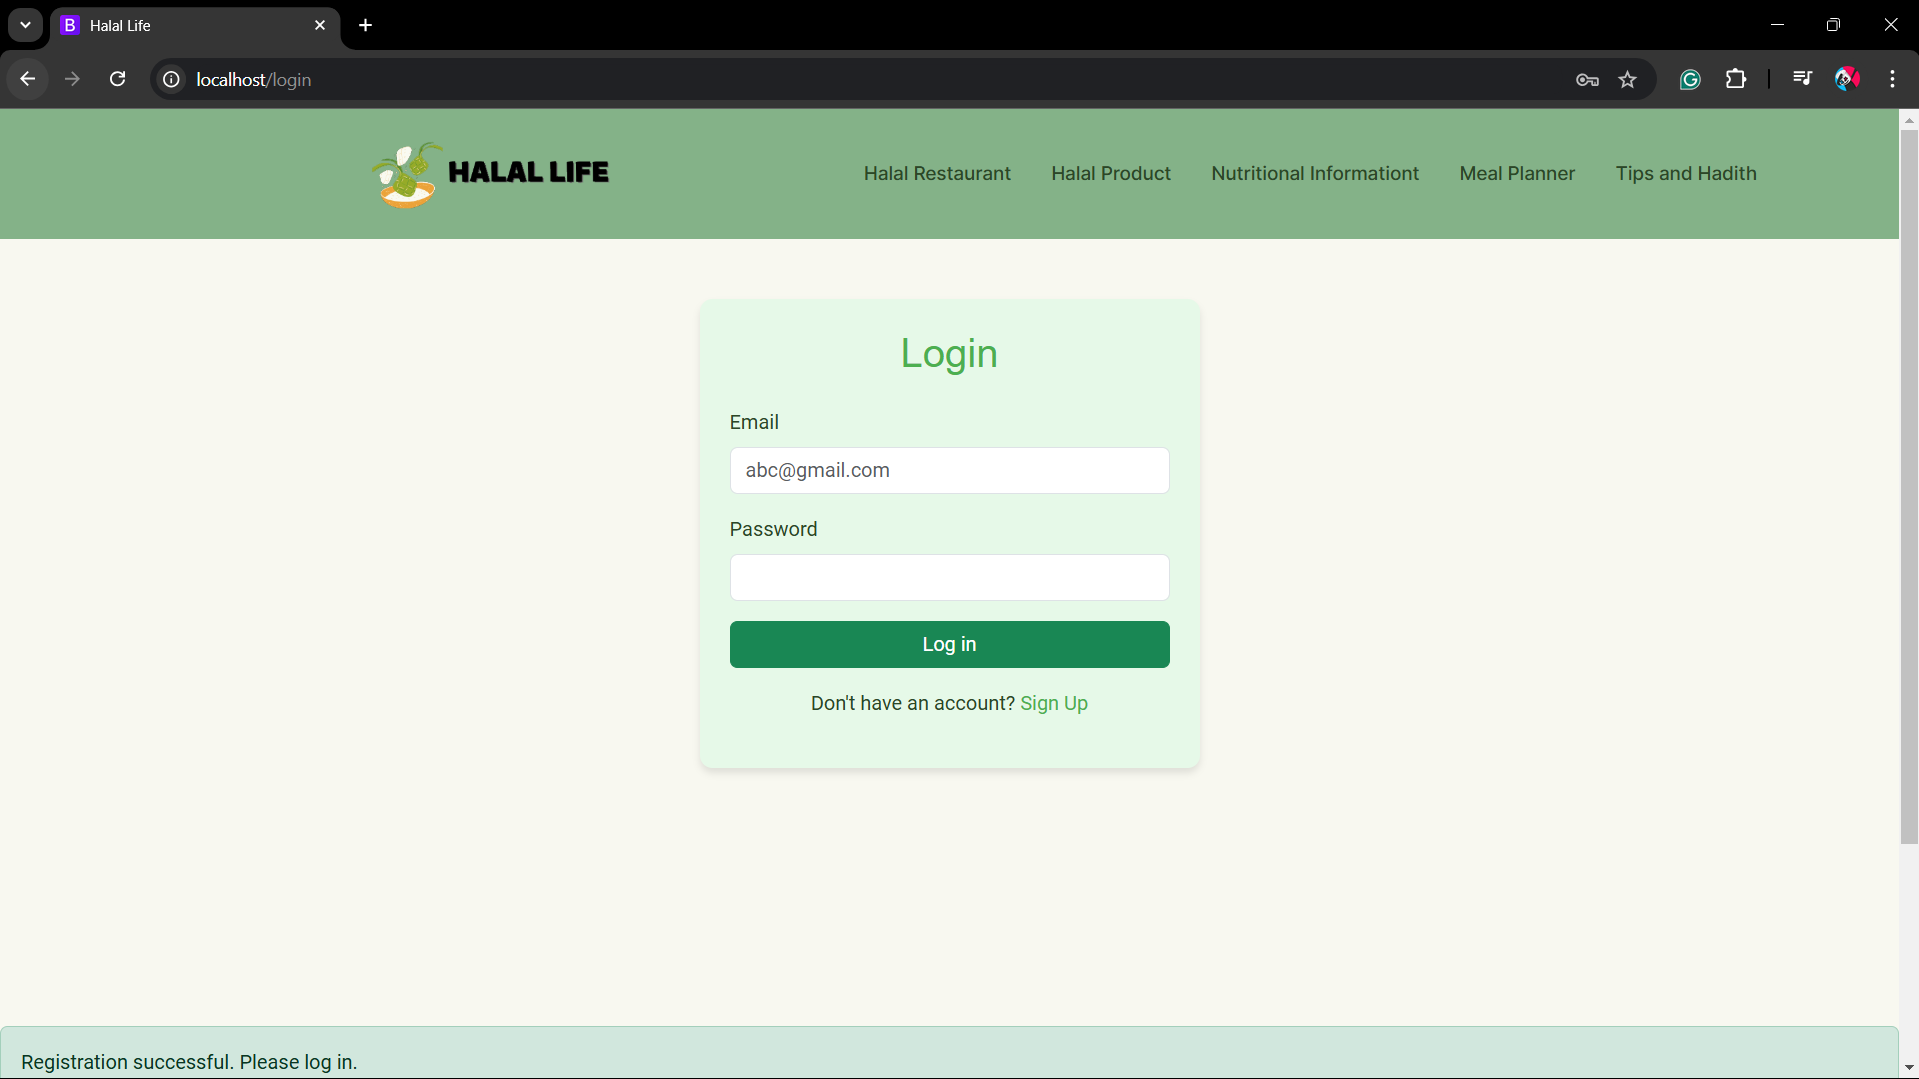 B Halal Life
localhost/login
HALAL LIFE
Halal Restaurant Halal Product Nutritional Informationt Meal Planner Tips and Hadith
Login
Email
abc@gmail.com
Password
Log in
Don't have an account? Sign Up
Registration successful. Please log in.